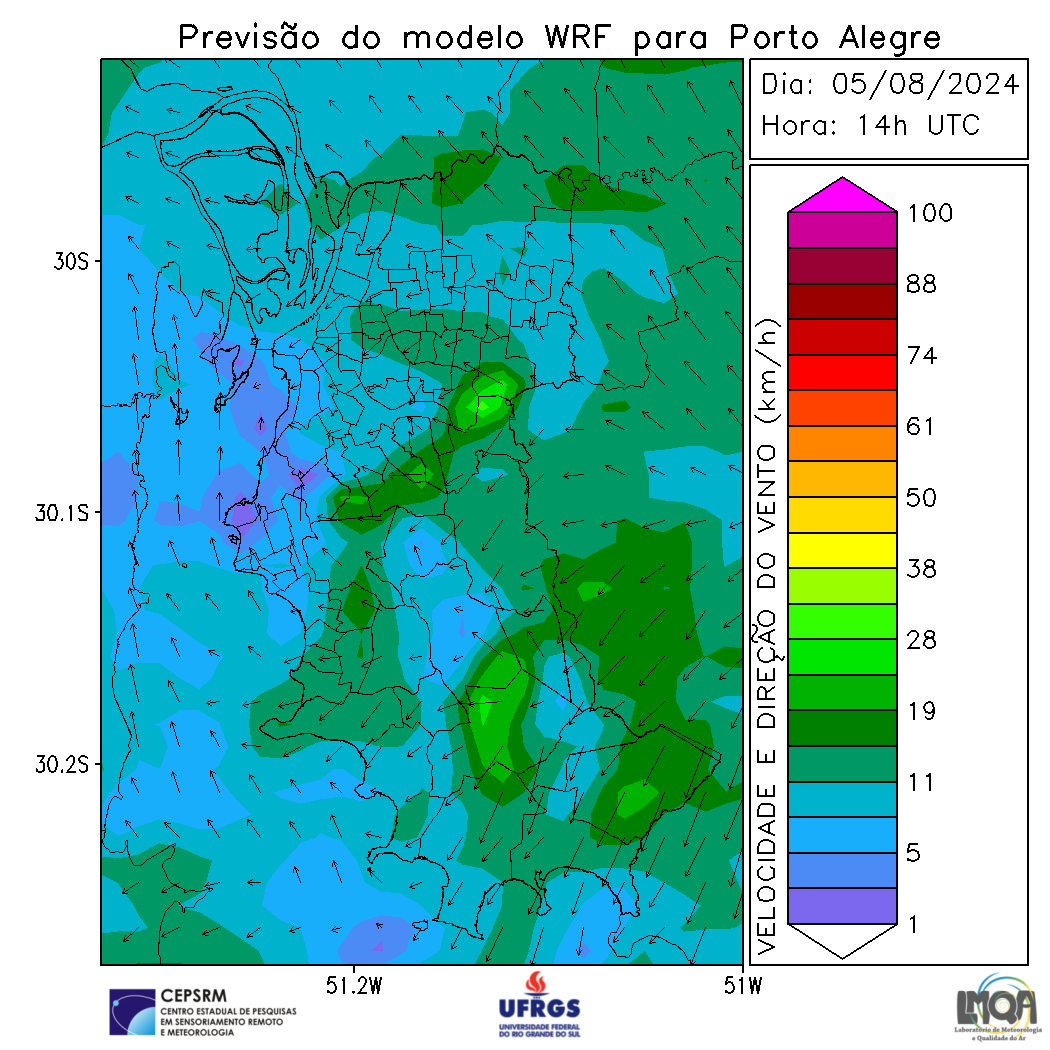 Previsão do modelo WRF para Porto Alegre
Dia: 05/08/2024
Hora: 14h UTC
30S
30.1S
30.2S
51.2W
51W
VELOCIDADE E DIREÇÃO DO VENTO (km/h)
100
88
74
61
50
38
28
19
11
5
1
CEPSRM
CENTRO ESTADUAL DE PESQUISAS
EM SENSORIAMENTO REMOTO
E METEOROLOGIA
UFRGS
UNIVERSIDADE FEDERAL
DO RIO GRANDE DO SUL
LMQA
Laboratório de Meteorologia
e Qualidade do Ar